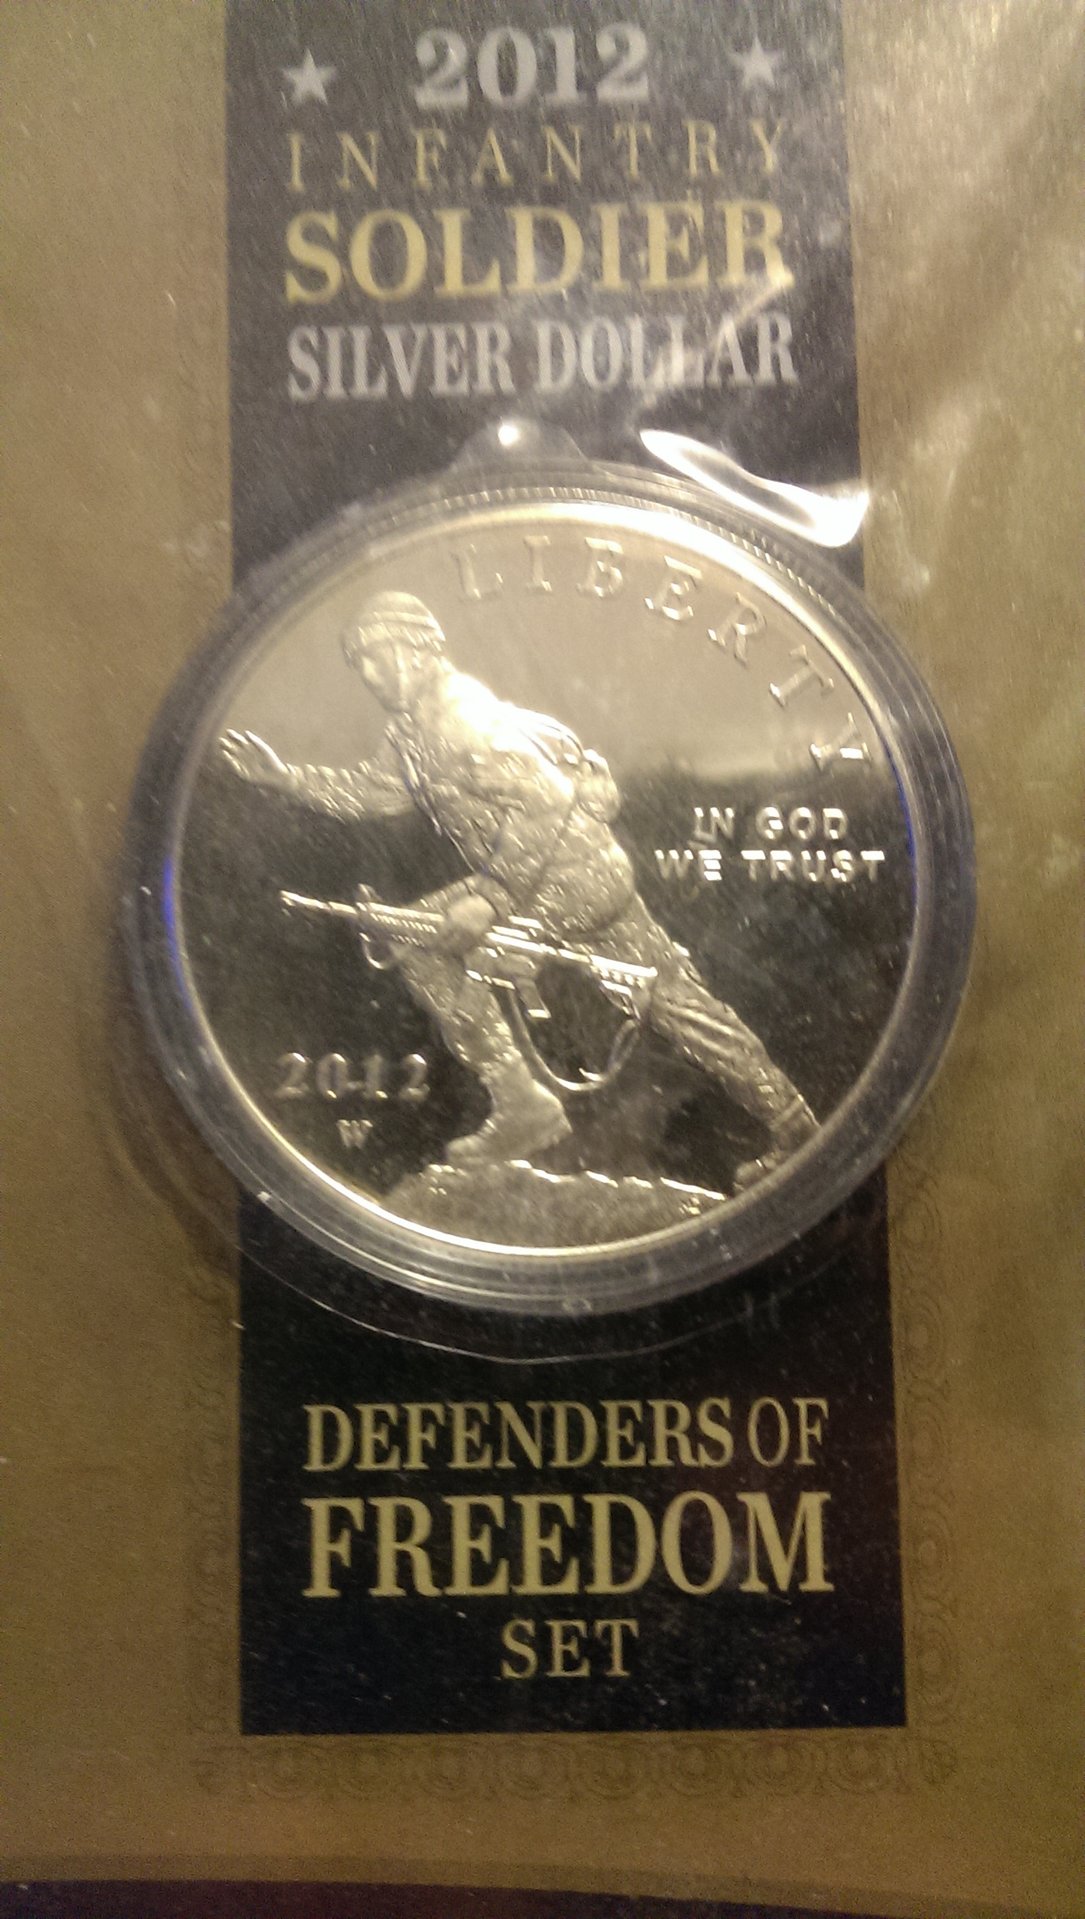 2012
INFANTRY
SOLDIER
SILVER DOLLAR
LIBERTY
IN GOD
WE TRUST
2012
W
DEFENDERS OF
FREEDOM
SET